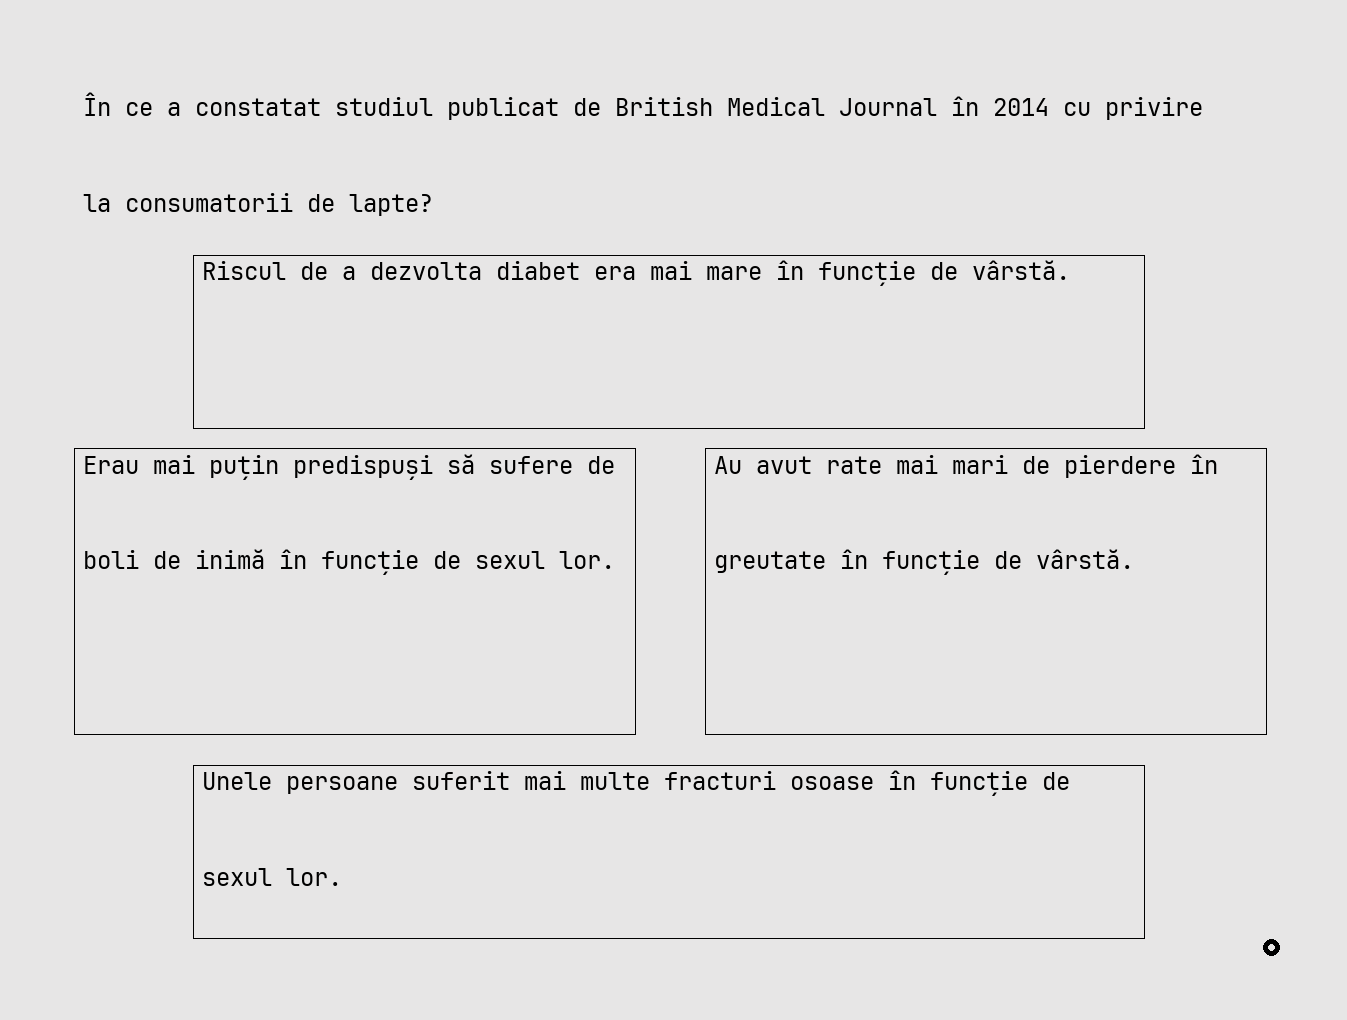 În ce a constatat studiul publicat de British Medical Journal în 2014 cu privire
la consumatorii de lapte?
Riscul de a dezvolta diabet era mai mare în funcție de vârstă.
Erau mai puțin predispuși să sufere de
boli de inimă în funcție de sexul lor.
Au avut rate mai mari de pierdere în
greutate în funcție de vârstă.
Unele persoane suferit mai multe fracturi osoase în funcție de
sexul lor.